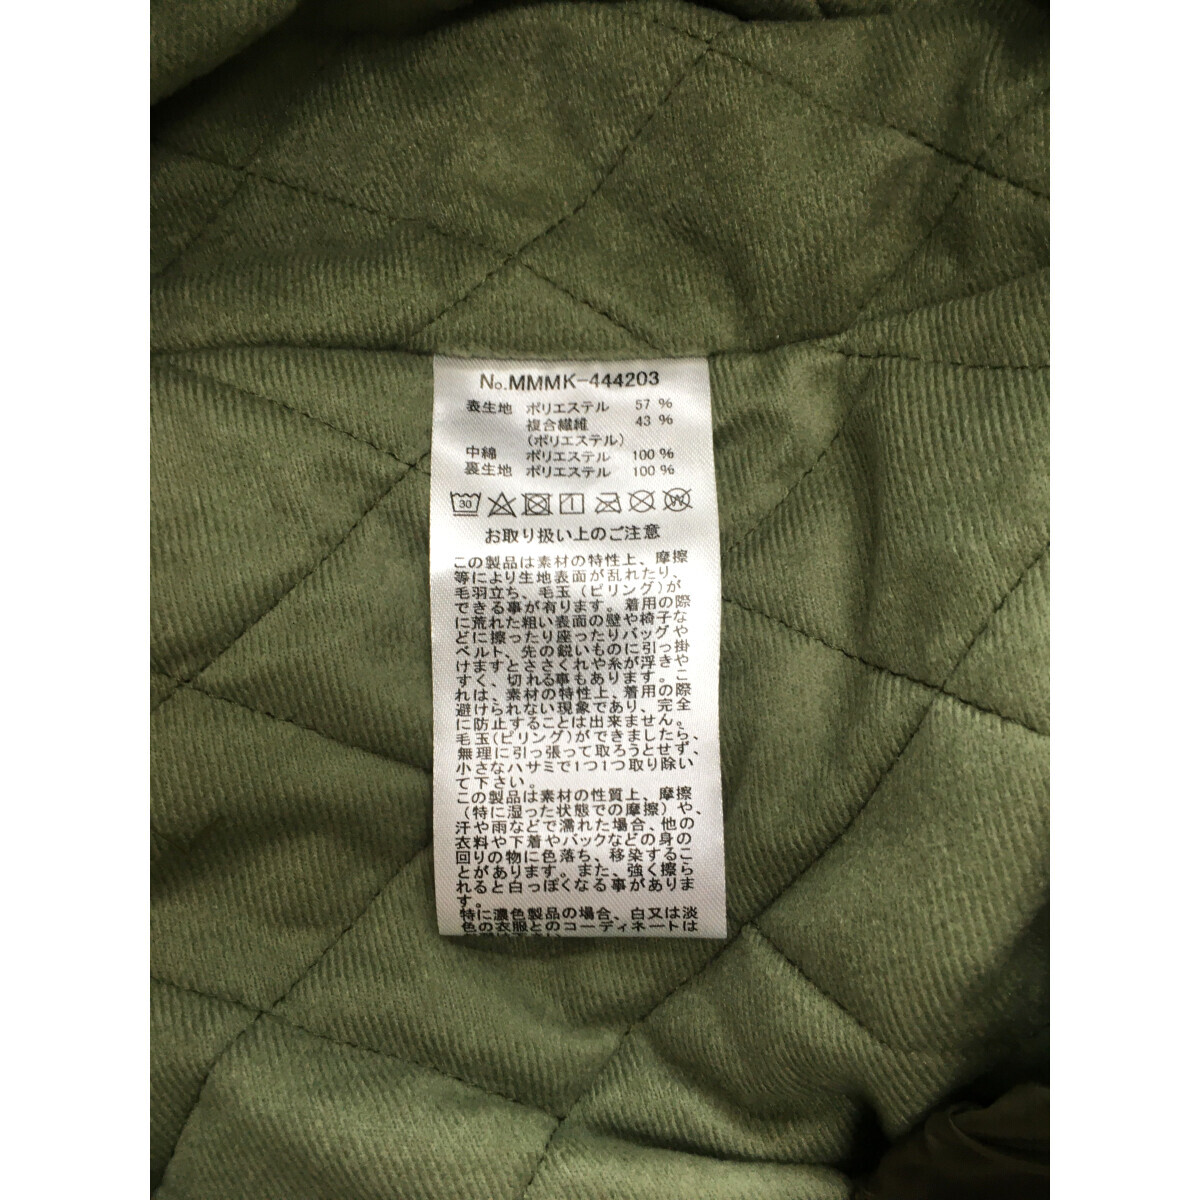 No.MMMK-444203
表生地 ポリエステル 57 %
複合繊維 43 %
(ポリエステル)
中綿 ポリエステル 100 %
裏生地 ポリエステル 100 %
30
お取り扱い上のご注意
この製品は素材の特性上、摩擦
等により生地表面が乱れたり、
毛羽立ち、毛玉(ピリング)が
できる事が有ります。着用の際
に荒れた粗い表面の壁や椅子な
どに擦ったり座ったりバッグや
ベルト、先の鋭いものに引っ掛
けますとささくれや糸が浮きや
すく、切れる事もあります。こ
れは、素材の特性上、着用の際
避けられない現象であり、完全
に防止することは出来ません。
毛玉(ピリング)ができましたら、
無理に引っ張って取ろうとせず、
小さなハサミで1つ1つ取り除い
て下さい。
この製品は素材の性質上、摩擦
(特に湿った状態での摩擦)や、
汗や雨などで濡れた場合、他の
衣料や下着やバックなどの身の
回りの物に色落ち、移染するこ
とがあります。また、強く擦ら
れると白っぽくなる事がありま
す。
特に濃色製品の場合、白又は淡
色の衣服とのコーディネートは